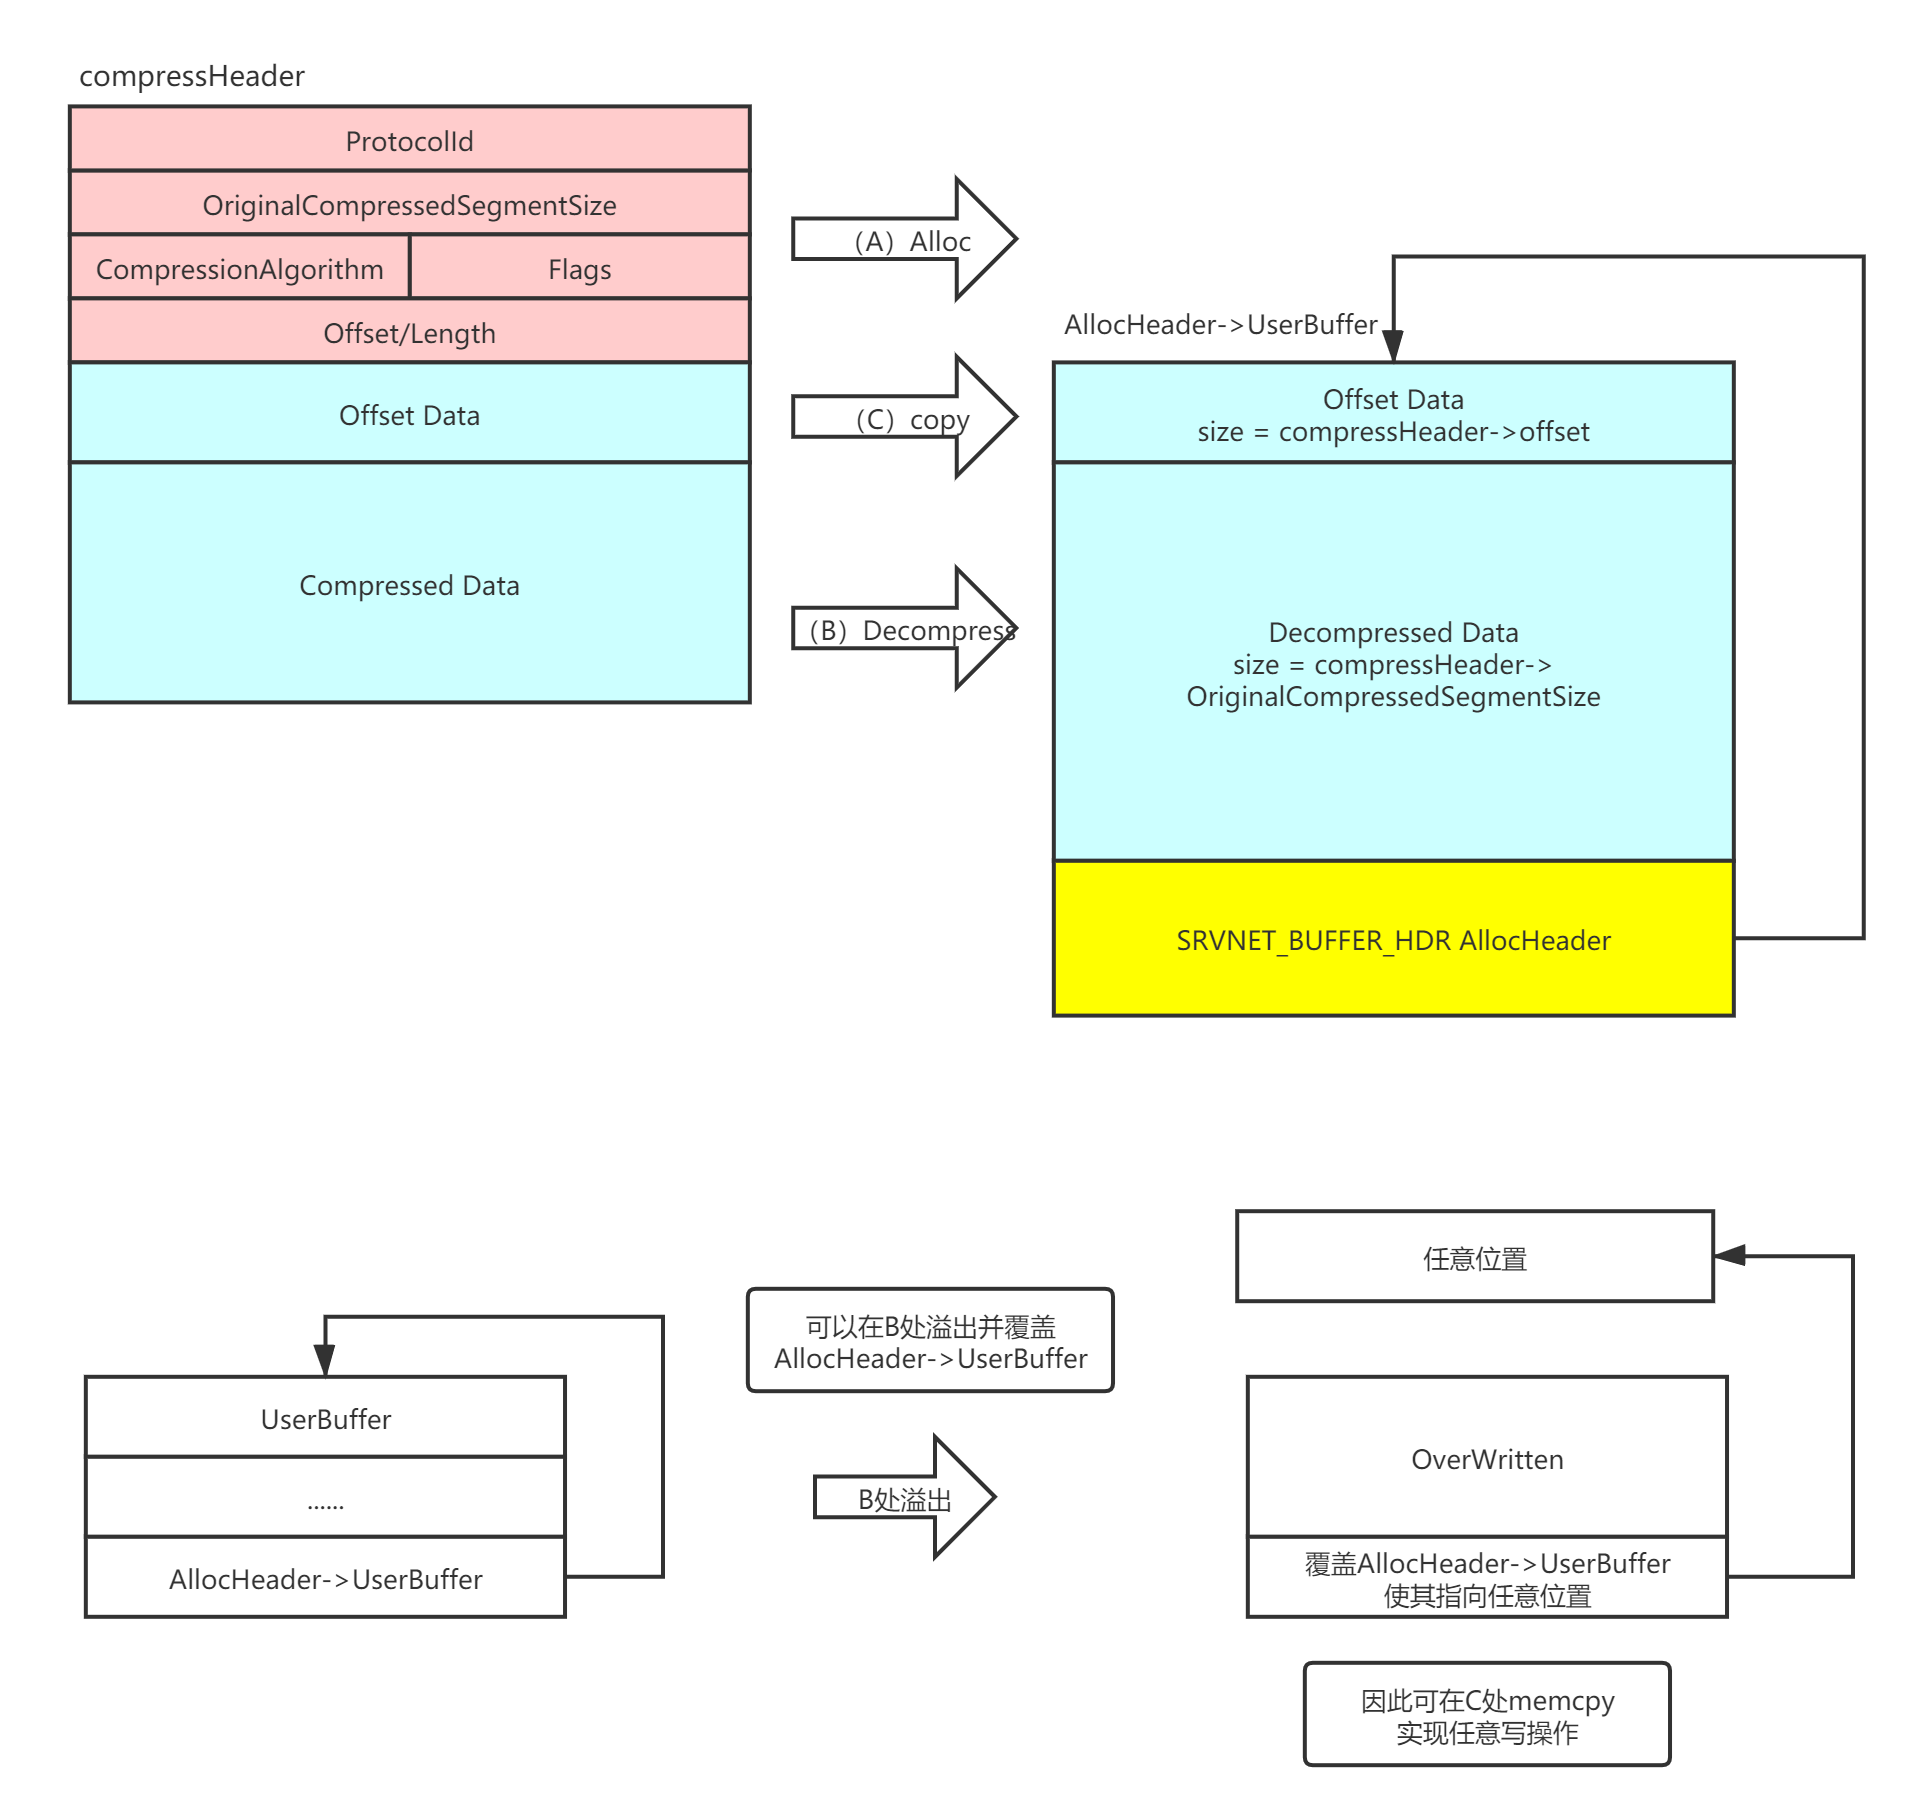 compressHeader
ProtocolId
OriginalCompressedSegmentSize
CompressionAlgorithm
Flags
Offset/Length
Offset Data
Compressed Data
（A）Alloc
（C）copy
（B）Decompress
AllocHeader->UserBuffer
Offset Data
size = compressHeader->offset
Decompressed Data
size = compressHeader->
OriginalCompressedSegmentSize
SRVNET_BUFFER_HDR AllocHeader
UserBuffer
......
AllocHeader->UserBuffer
可以在B处溢出并覆盖
AllocHeader->UserBuffer
B处溢出
任意位置
OverWritten
覆盖AllocHeader->UserBuffer
使其指向任意位置
因此可在C处memcpy
实现任意写操作